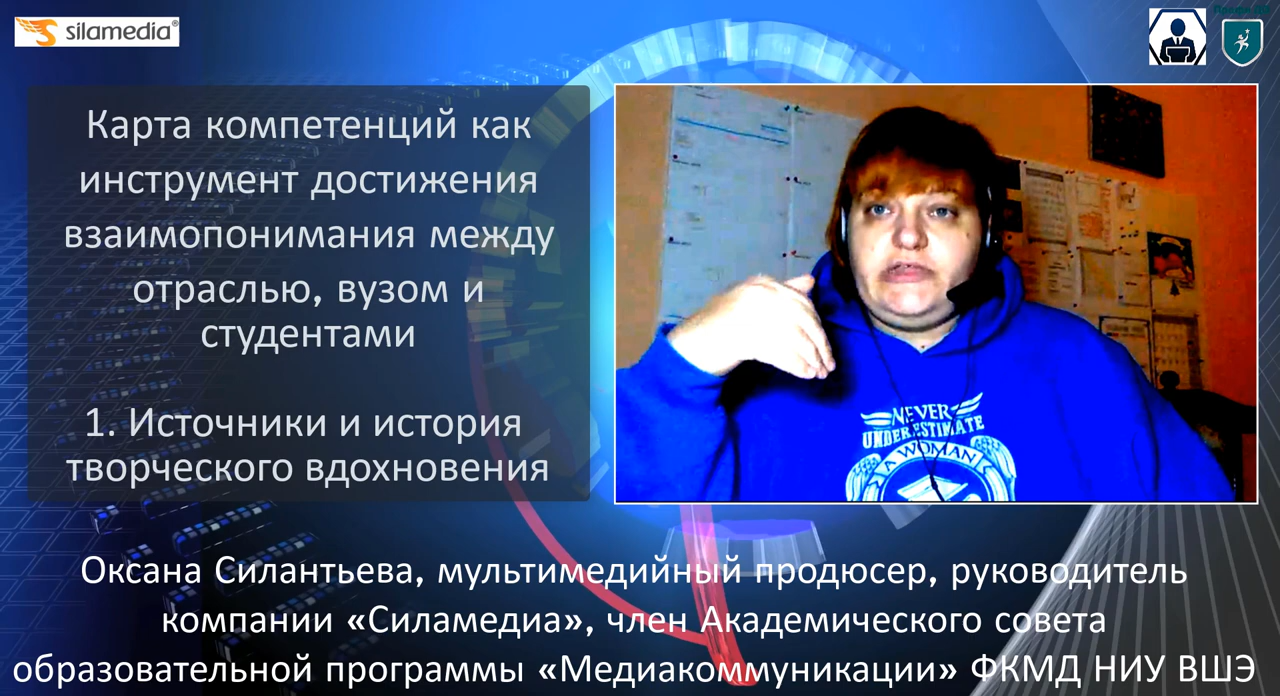 silamedia®
Карта компетенций как
инструмент достижения
взаимопонимания между
отраслью, вузом и
студентами
1. Источники и история
творческого вдохновения
NEVER
UNDERESTIMATE
A WOMAN
Оксана Силантьева, мультимедийный продюсер, руководитель
компании «Силамедиа», член Академического совета
образовательной программы «Медиакоммуникации» ФКМД НИУ ВШЭ